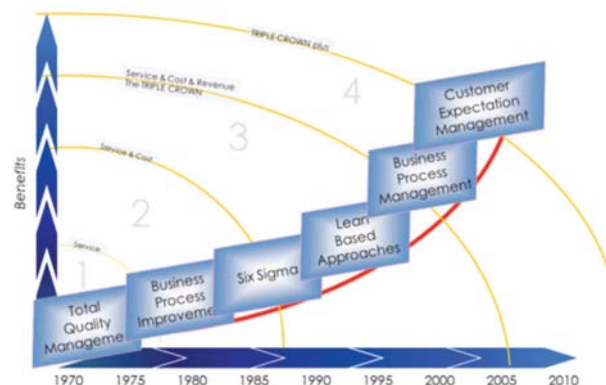 TRIPLE CROWN plus
4
Service & Cost & Revenue
The TRIPLE CROWN
3
Customer
Expectation
Management
Business
Process
Management
Service & Cost
2
Lean
Based
Approaches
Benefits
Service
1
Six Sigma
Business
Process
Improveme
Total
Quality
Manageme
1970 1975 1980 1985 1990 1995 2000 2005 2010